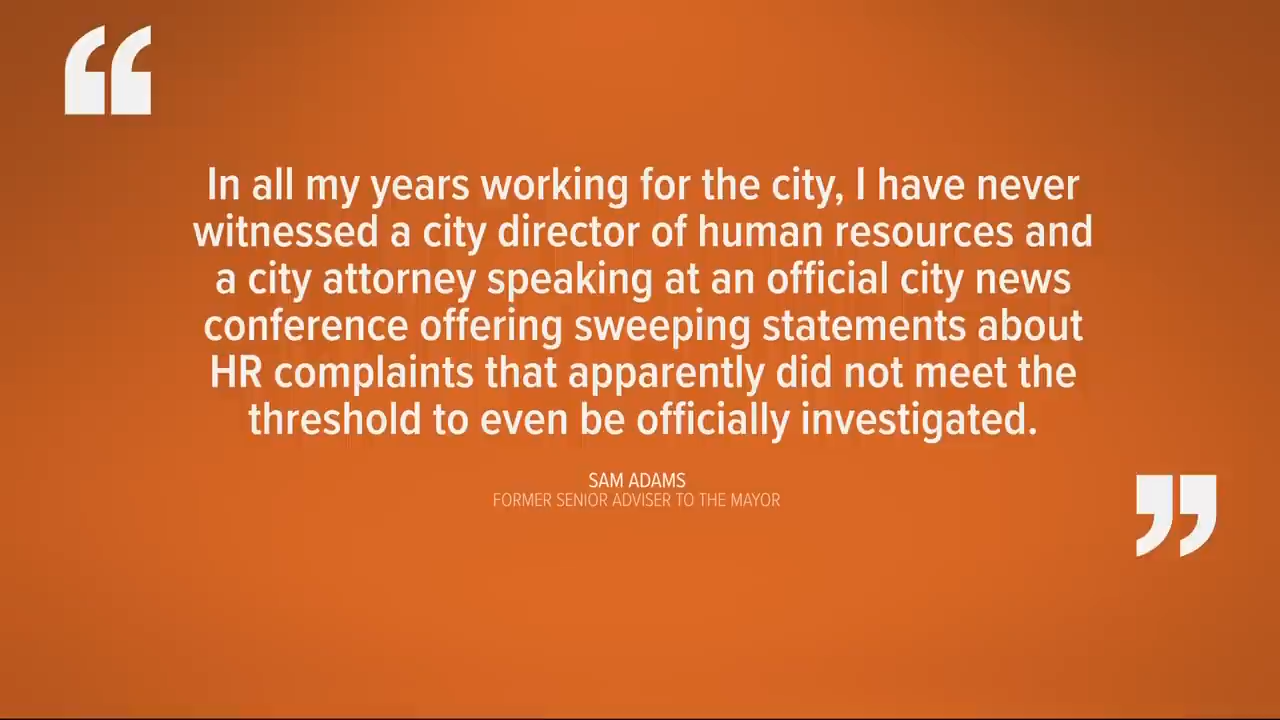 “
In all my years working for the city, I have never
witnessed a city director of human resources and
a city attorney speaking at an official city news
conference offering sweeping statements about
HR complaints that apparently did not meet the
threshold to even be officially investigated.
SAM ADAMS
FORMER SENIOR ADVISER TO THE MAYOR
”